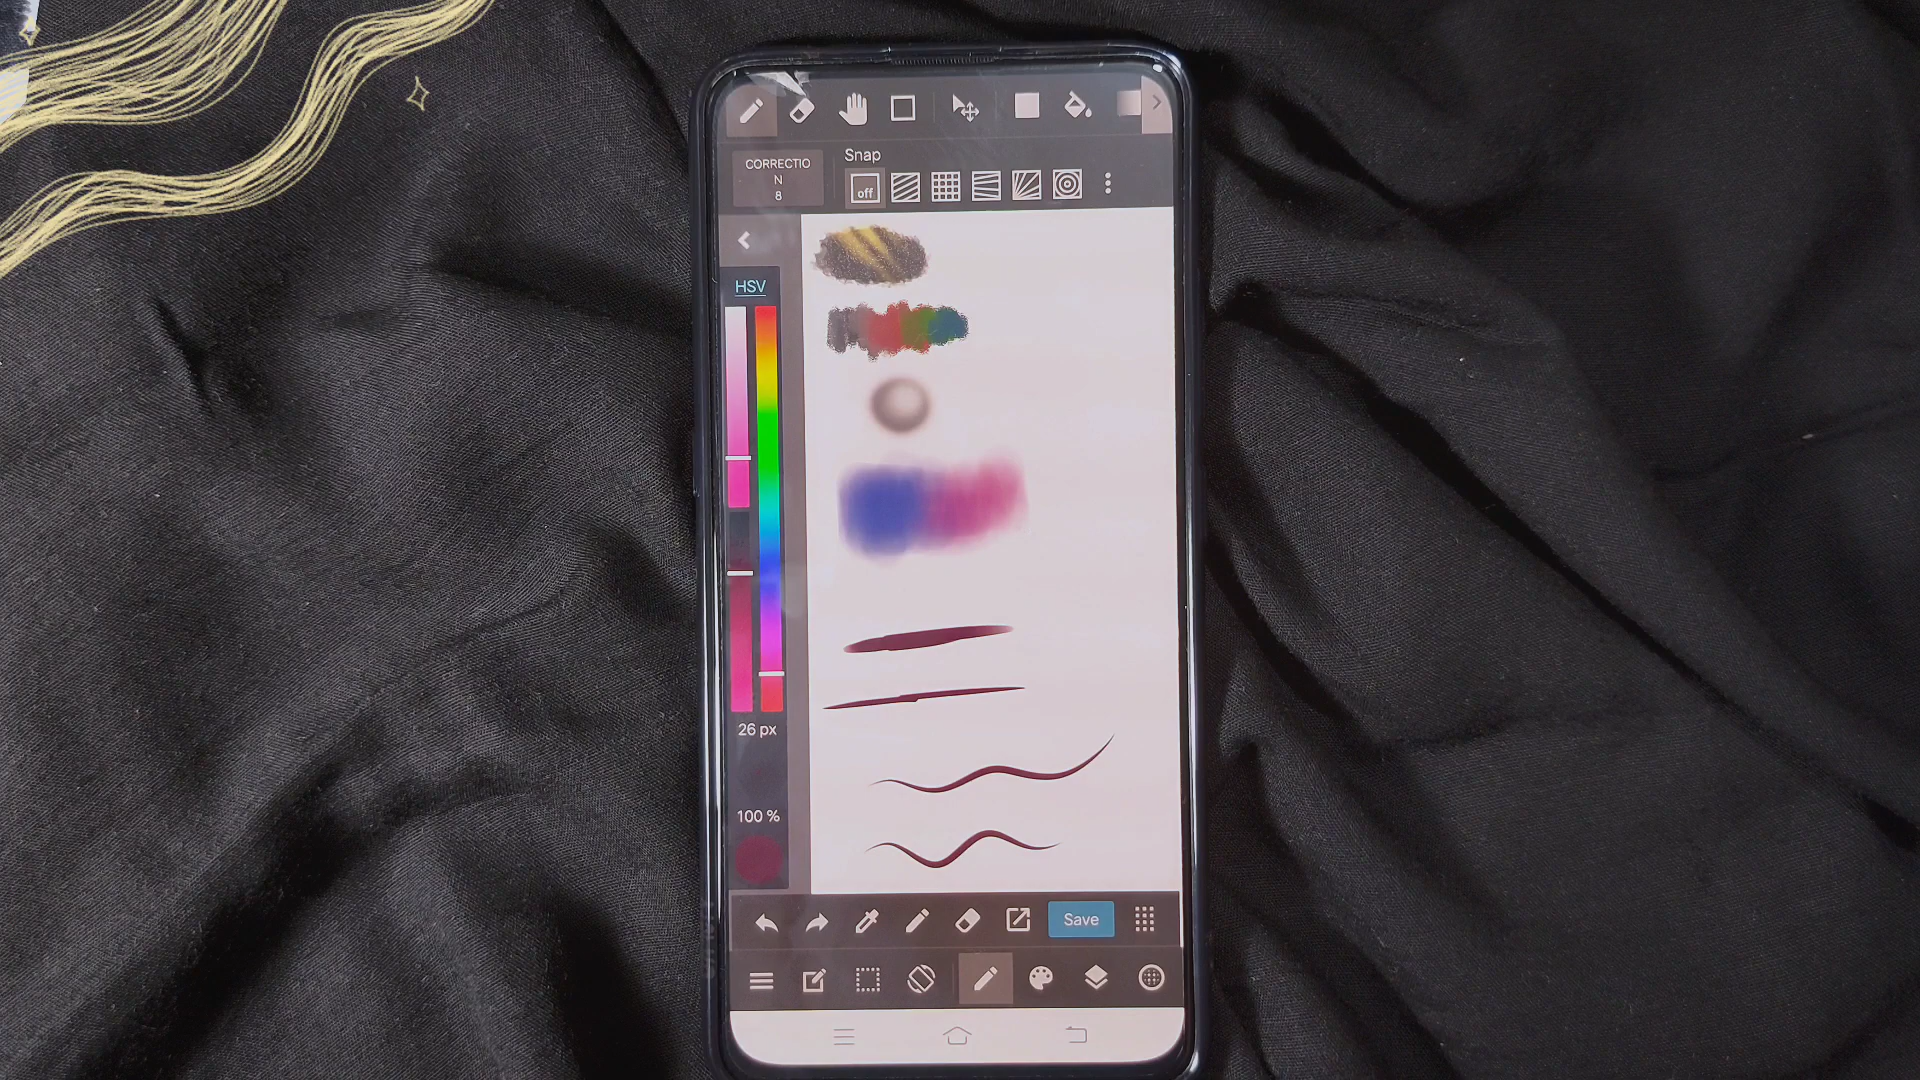 CORRECTIO
N
8
Snap
off
HSV
26 px
100 %
Save